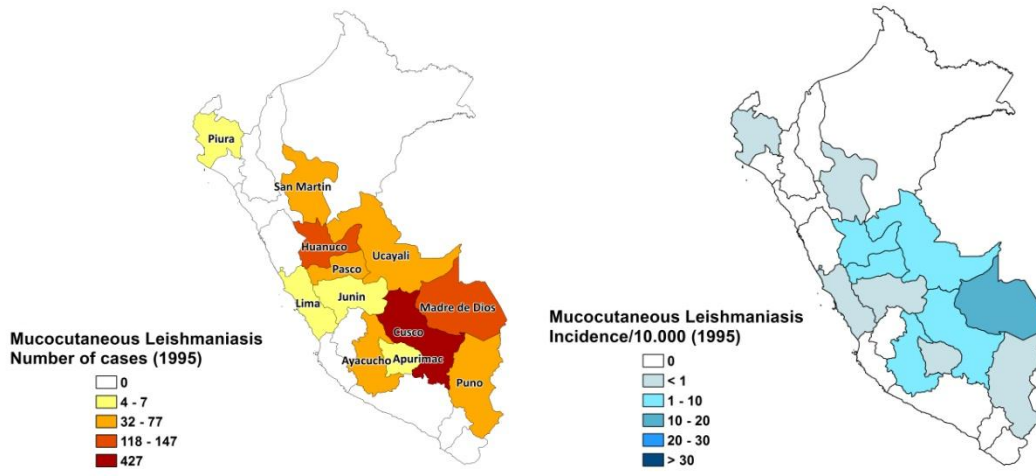 Piura
San Martin
Huanuco
Ucayali
Pasco
Lima
Junin
Madre de Dios
Cusco
Ayacucho
Apurimac
Puno
Mucocutaneous Leishmaniasis
Number of cases (1995)
0
4 - 7
32 - 77
118 - 147
427
Mucocutaneous Leishmaniasis
Incidence/10.000 (1995)
0
< 1
1 - 10
10 - 20
20 - 30
> 30